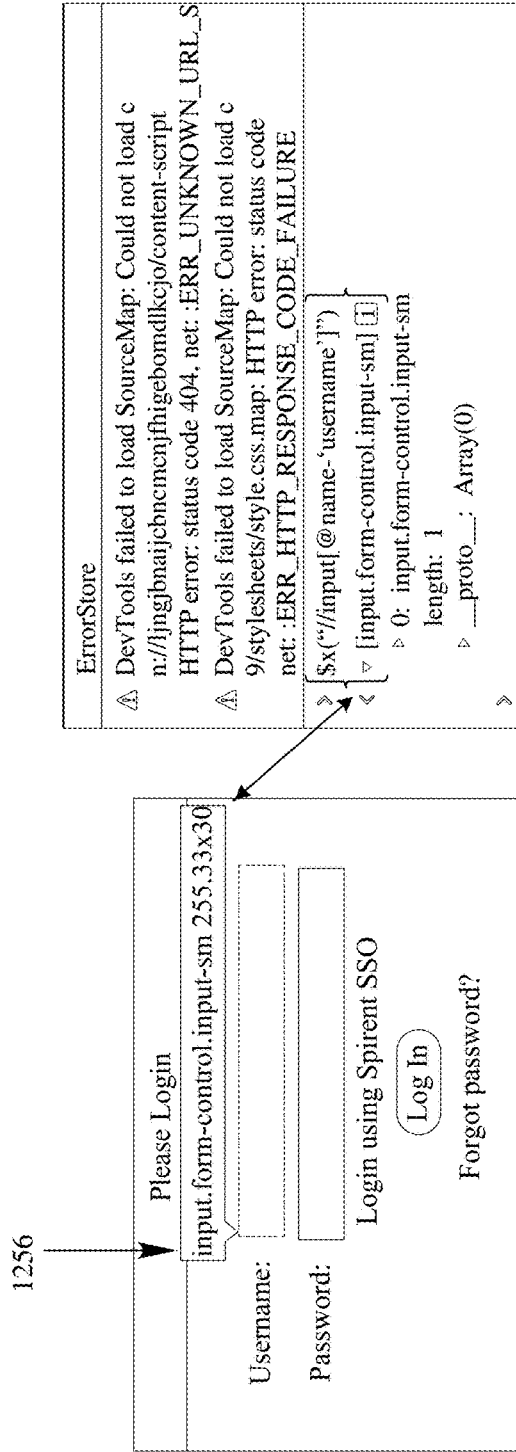 1256
Please Login
input.form-control.input-sm 255.33x30
Username:
Password:
Login using Spirent SSO
Log In
Forgot password?
ErrorStore
⚠ DevTools failed to load SourceMap: Could not load c
n://ljngjbnaijcbncmcnjfhigebomdlkcjo/content-script
HTTP error: status code 404, net: :ERR_UNKNOWN_URL_S
⚠ DevTools failed to load SourceMap: Could not load c
9/stylesheets/style.css.map: HTTP error: status code
net: :ERR_HTTP_RESPONSE_CODE_FAILURE
$x(“//input[@name-‘username’]”)
[input.form-control.input-sm] i
0: input.form-control.input-sm
length: 1
__proto__: Array(0)